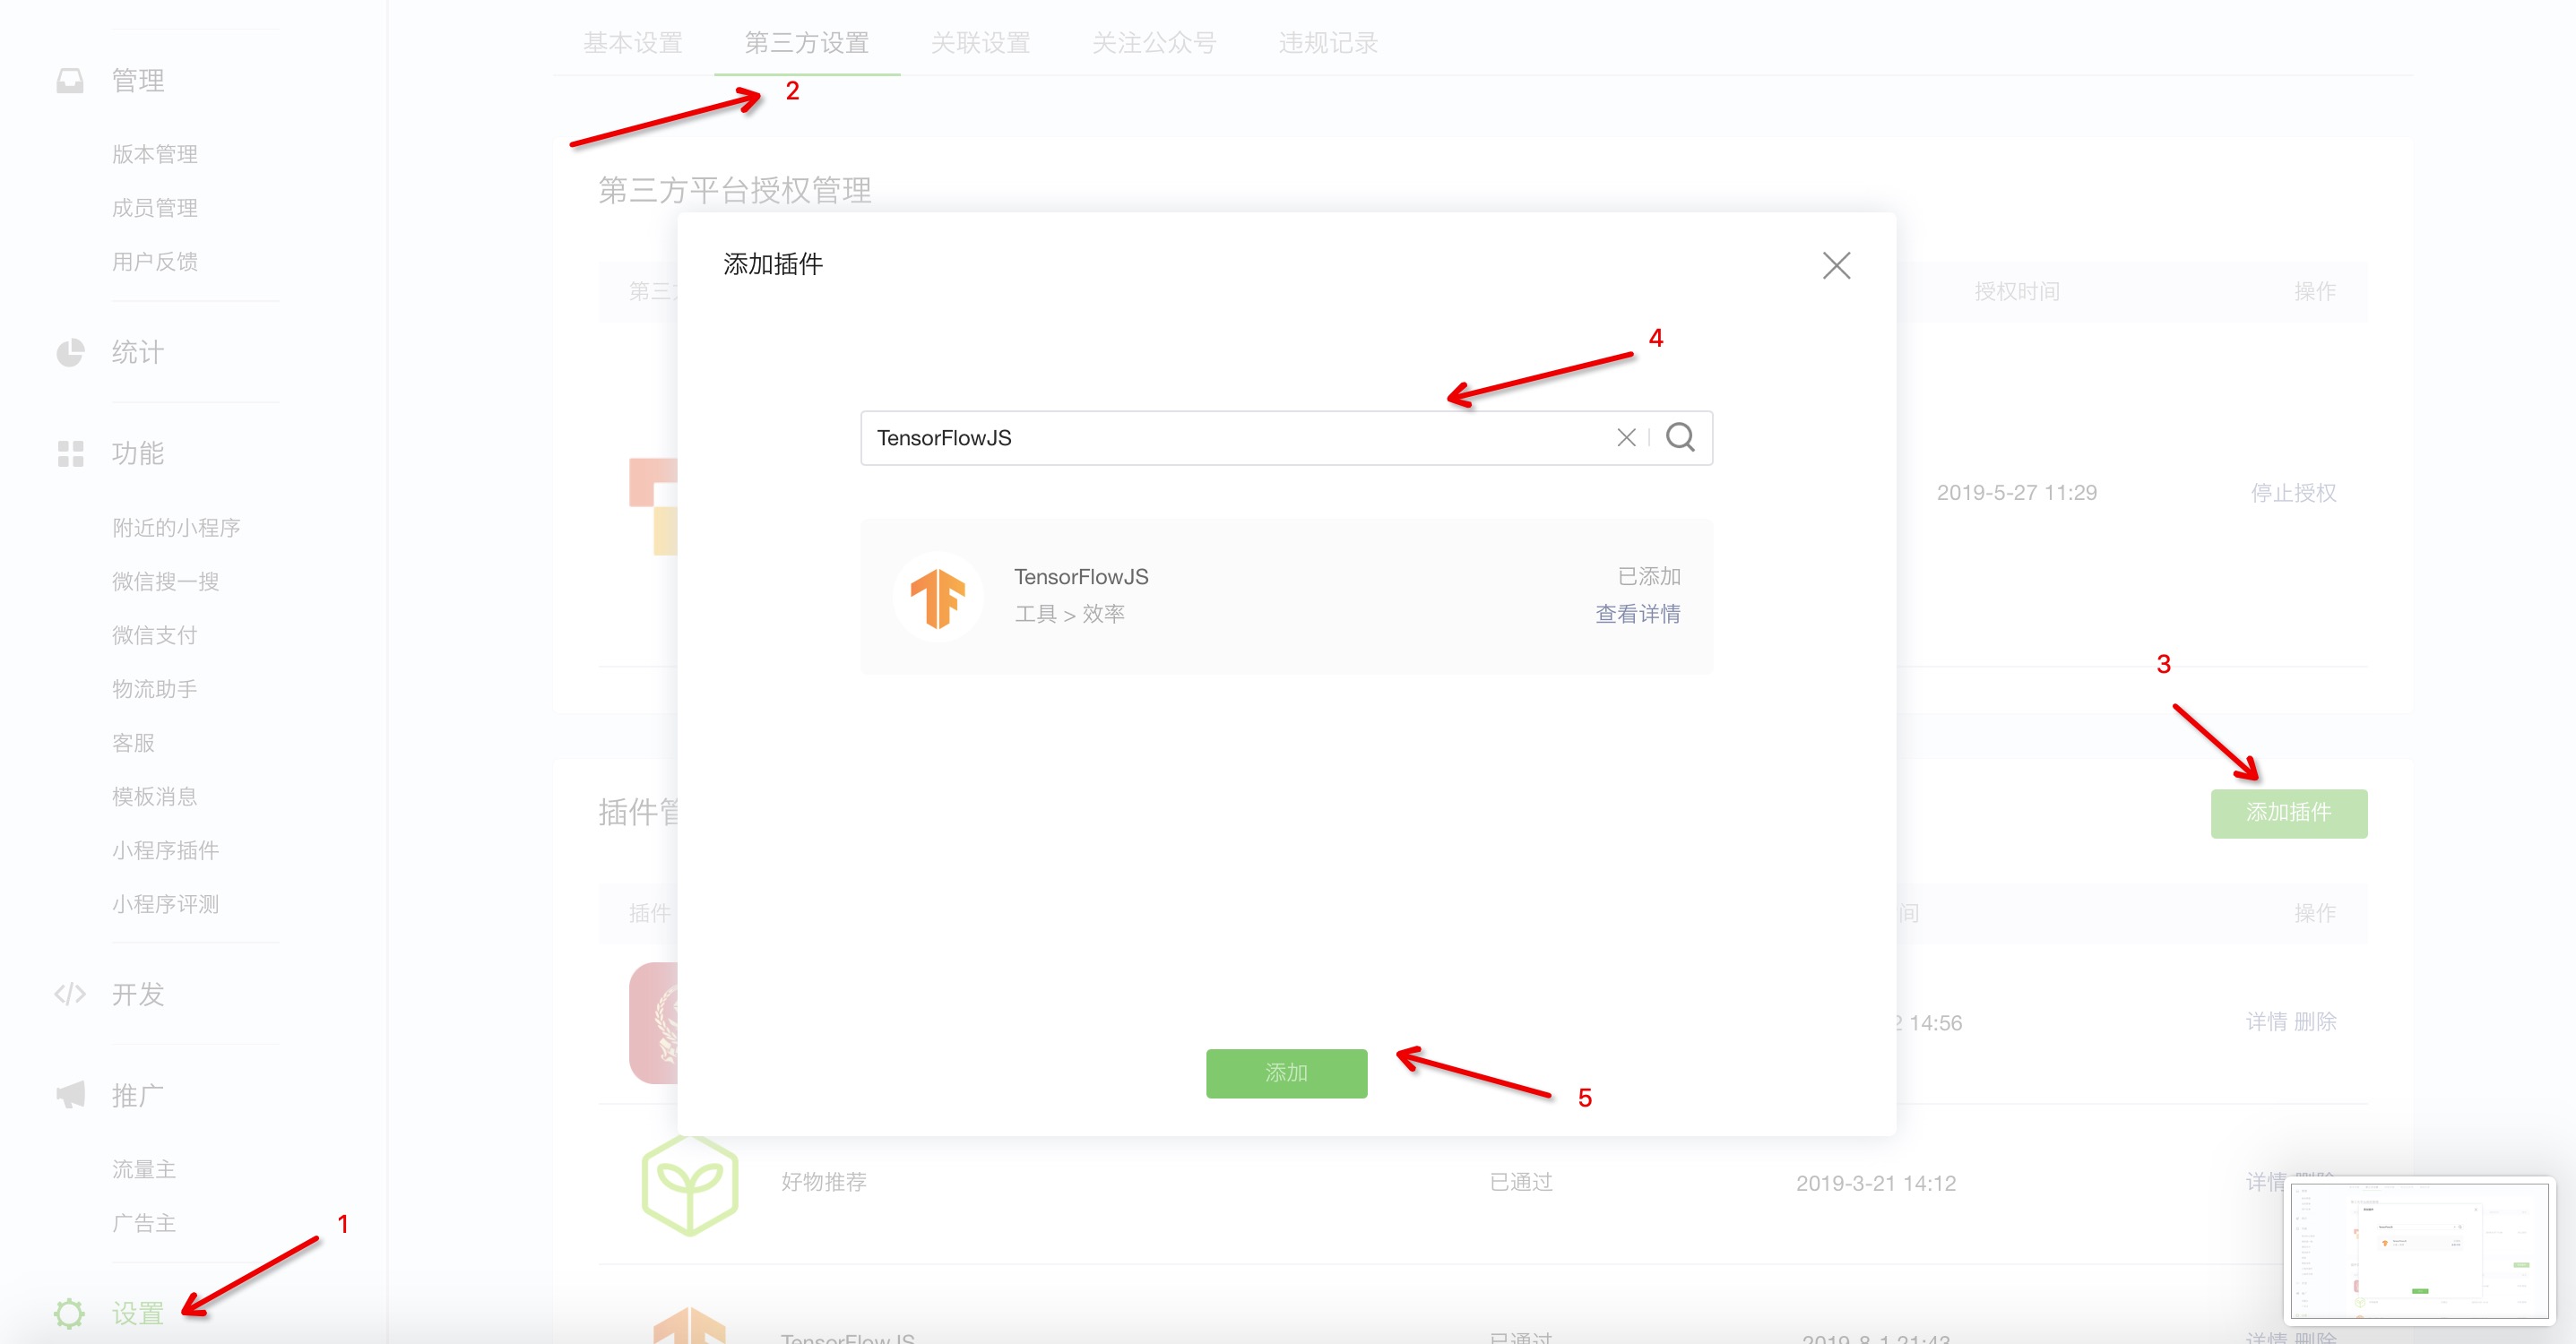 管理
版本管理
成员管理
用户反馈
统计
功能
附近的小程序
微信搜一搜
微信支付
物流助手
客服
模板消息
小程序插件
小程序评测
开发
推广
流量主
广告主
设置
1
基本设置 第三方设置 关联设置 关注公众号 违规记录
2
第三方平台授权管理
第三 授权时间 操作
2019-5-27 11:29 停止授权
添加插件
4
TensorFlowJS
TensorFlowJS 已添加
工具 > 效率 查看详情
添加
5
3
插件 添加插件
插件 间 操作
14:56 详情 删除
好物推荐 已通过 2019-3-21 14:12 详情 删除
TensorFlowJS 已通过 2019-8-1 21:43 详情 删除